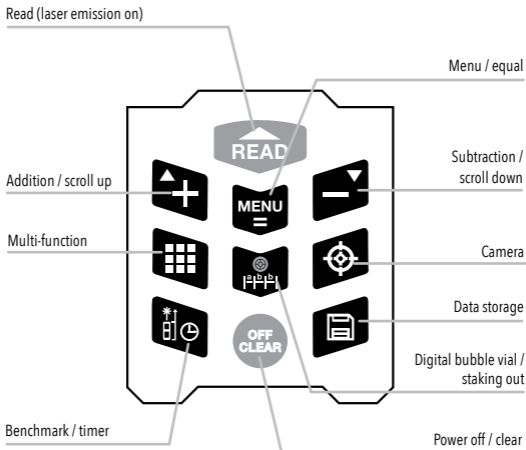 Read (laser emission on)
Menu / equal
READ
Subtraction /
scroll down
Addition / scroll up
+
MENU
=
−
Multi-function
Camera
a b b
Data storage
OFF
CLEAR
Digital bubble vial /
staking out
Benchmark / timer
Power off / clear